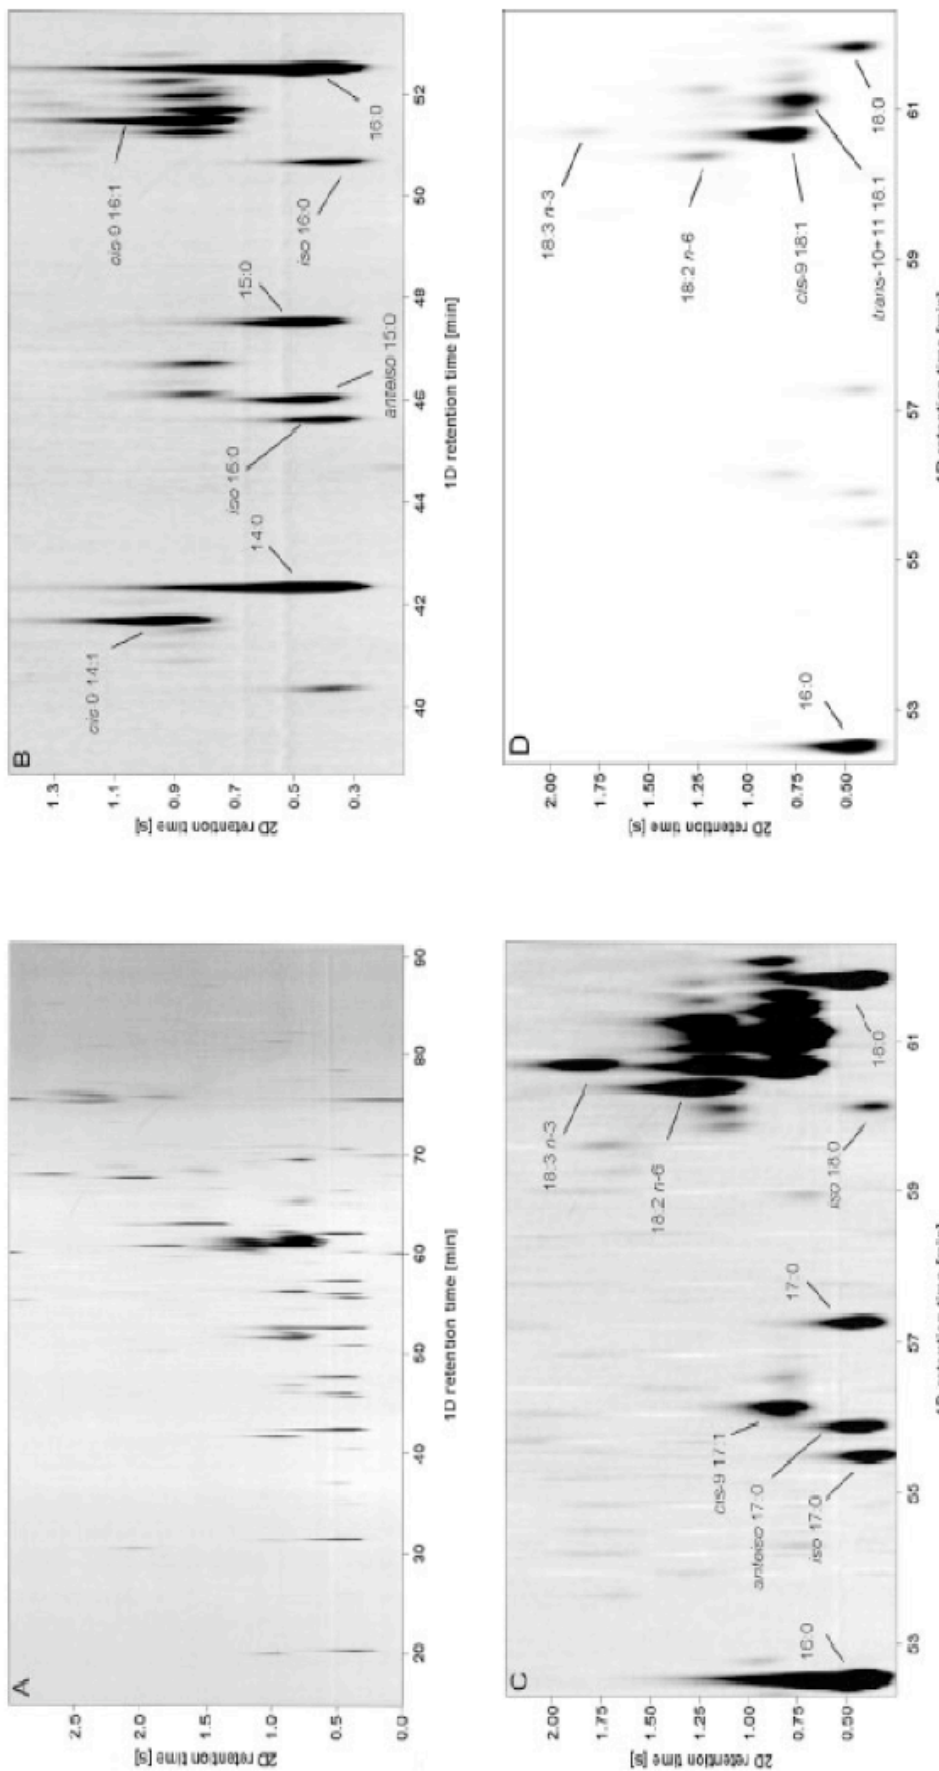 A
2D retention time [s]
2.5
2.0
1.5
1.0
0.5
0.0
20 30 40 50 60 70 80 90
1D retention time [min]
B
2D retention time [s]
1.3
1.1
0.9
0.7
0.5
0.3
cis 9 14:1
14:0
iso 15:0
anteiso 15:0
15:0
iso 16:0
cis 9 16:1
16:0
40 42 44 46 48 50 52
1D retention time [min]
C
2D retention time [s]
2.00
1.75
1.50
1.25
1.00
0.75
0.50
16:0
iso 17:0
anteiso 17:0
cis-9 17:1
17:0
iso 18:0
18:2 n-6
18:3 n-3
18:0
53 55 57 59 61
1D retention time [min]
D
2D retention time [s]
2.00
1.75
1.50
1.25
1.00
0.75
0.50
16:0
18:3 n-3
18:2 n-6
cis-9 18:1
trans-10+11 18:1
18:0
53 55 57 59 61
1D retention time [min]